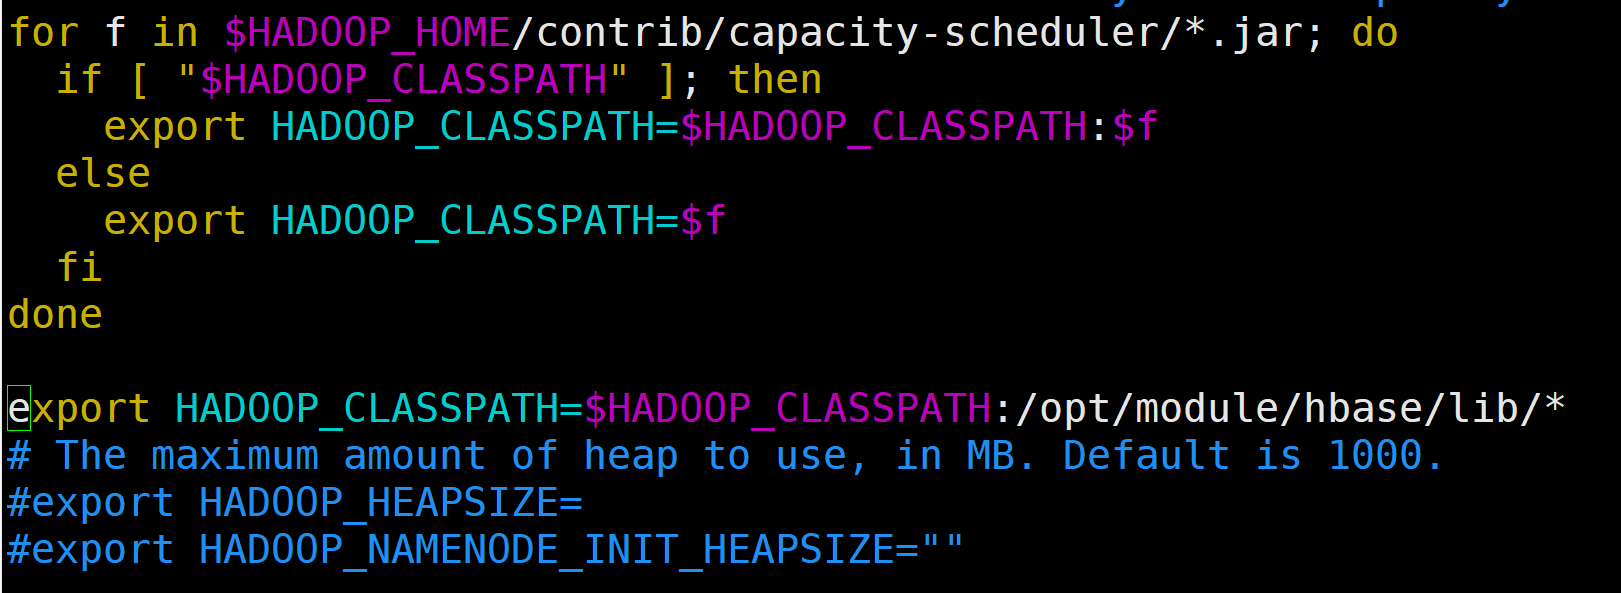 for f in $HADOOP_HOME/contrib/capacity-scheduler/*.jar; do
  if [ "$HADOOP_CLASSPATH" ]; then
    export HADOOP_CLASSPATH=$HADOOP_CLASSPATH:$f
  else
    export HADOOP_CLASSPATH=$f
  fi
done

export HADOOP_CLASSPATH=$HADOOP_CLASSPATH:/opt/module/hbase/lib/*
# The maximum amount of heap to use, in MB. Default is 1000.
#export HADOOP_HEAPSIZE=
#export HADOOP_NAMENODE_INIT_HEAPSIZE=""